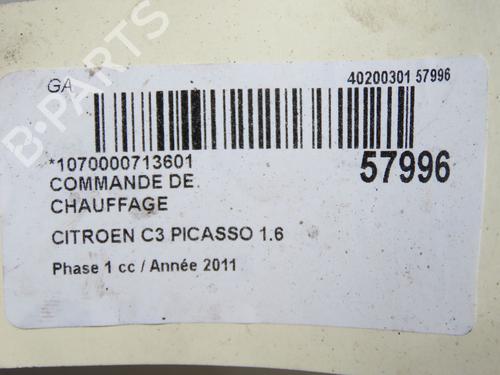 GA
40200301 57996
*1070000713601
57996
COMMANDE DE
CHAUFFAGE
CITROEN C3 PICASSO 1.6
Phase 1 cc / Année 2011
B-PARTS